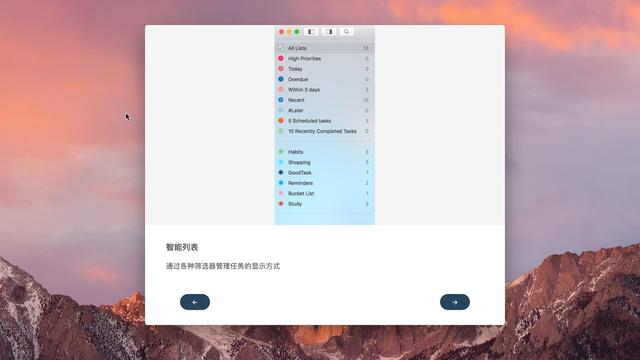 All Lists 13
High Priorities 0
Today 3
Overdue 0
Within 3 days 3
Recent 10
#Later 0
5 Scheduled tasks 3
10 Recently Completed Tasks 0
Habits 3
Shopping 3
GoodTask 1
Reminders 2
Bucket List 1
Study 3
智能列表
通过各种筛选器管理任务的显示方式